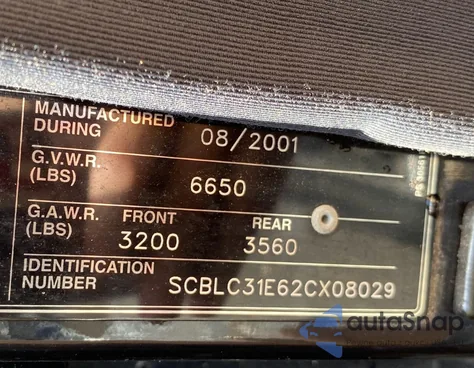 MANUFACTURED
DURING 08/2001
G.V.W.R.
(LBS) 6650
G.A.W.R. FRONT REAR
(LBS) 3200 3560
IDENTIFICATION
NUMBER SCBLC31E62CX08029
autoSnap